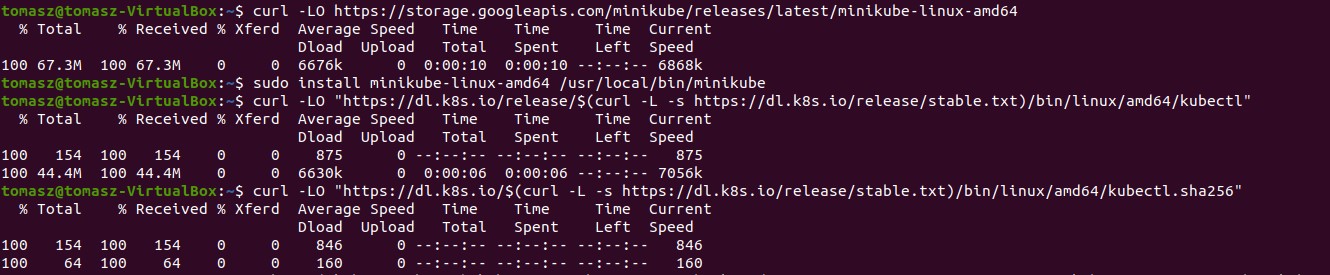 tomasz@tomasz-VirtualBox:~$ curl -LO https://storage.googleapis.com/minikube/releases/latest/minikube-linux-amd64
  % Total    % Received % Xferd  Average Speed   Time    Time     Time  Current
                                 Dload  Upload   Total   Spent    Left  Speed
100 67.3M  100 67.3M    0     0  6676k      0  0:00:10  0:00:10 --:--:-- 6868k
tomasz@tomasz-VirtualBox:~$ sudo install minikube-linux-amd64 /usr/local/bin/minikube
tomasz@tomasz-VirtualBox:~$ curl -LO "https://dl.k8s.io/release/$(curl -L -s https://dl.k8s.io/release/stable.txt)/bin/linux/amd64/kubectl"
  % Total    % Received % Xferd  Average Speed   Time    Time     Time  Current
                                 Dload  Upload   Total   Spent    Left  Speed
100   154  100   154    0     0    875      0 --:--:-- --:--:-- --:--:--   875
100 44.4M  100 44.4M    0     0  6630k      0  0:00:06  0:00:06 --:--:-- 7056k
tomasz@tomasz-VirtualBox:~$ curl -LO "https://dl.k8s.io/$(curl -L -s https://dl.k8s.io/release/stable.txt)/bin/linux/amd64/kubectl.sha256"
  % Total    % Received % Xferd  Average Speed   Time    Time     Time  Current
                                 Dload  Upload   Total   Spent    Left  Speed
100   154  100   154    0     0    846      0 --:--:-- --:--:-- --:--:--   846
100    64  100    64    0     0    160      0 --:--:-- --:--:-- --:--:--   160